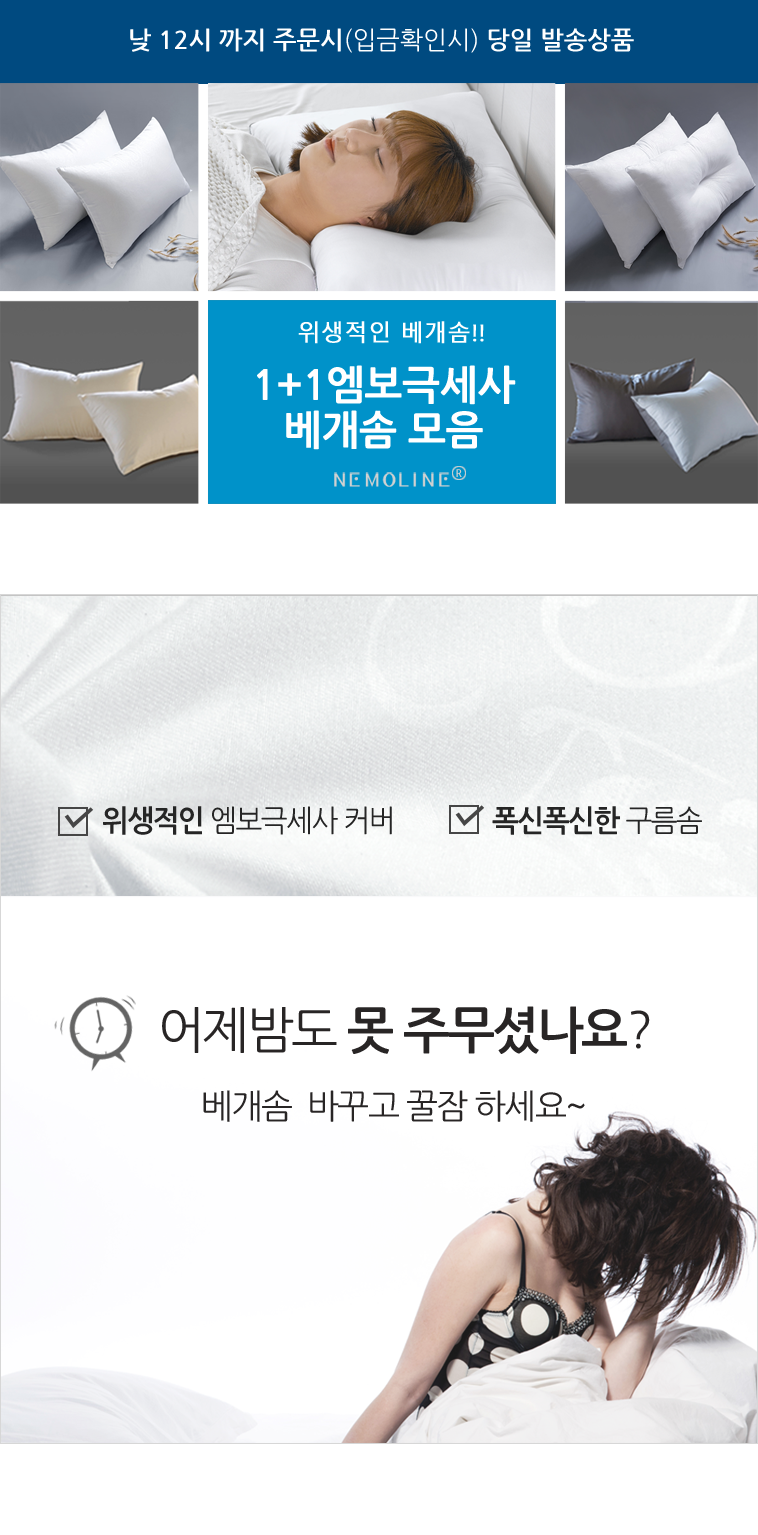 낮 12시 까지 주문시(입금확인시) 당일 발송상품
위생적인 베개솜!!
1+1엠보극세사
베개솜 모음
NEMOLINE®
위생적인 엠보극세사 커버
폭신폭신한 구름솜
어제밤도 못 주무셨나요?
베개솜 바꾸고 꿀잠 하세요~